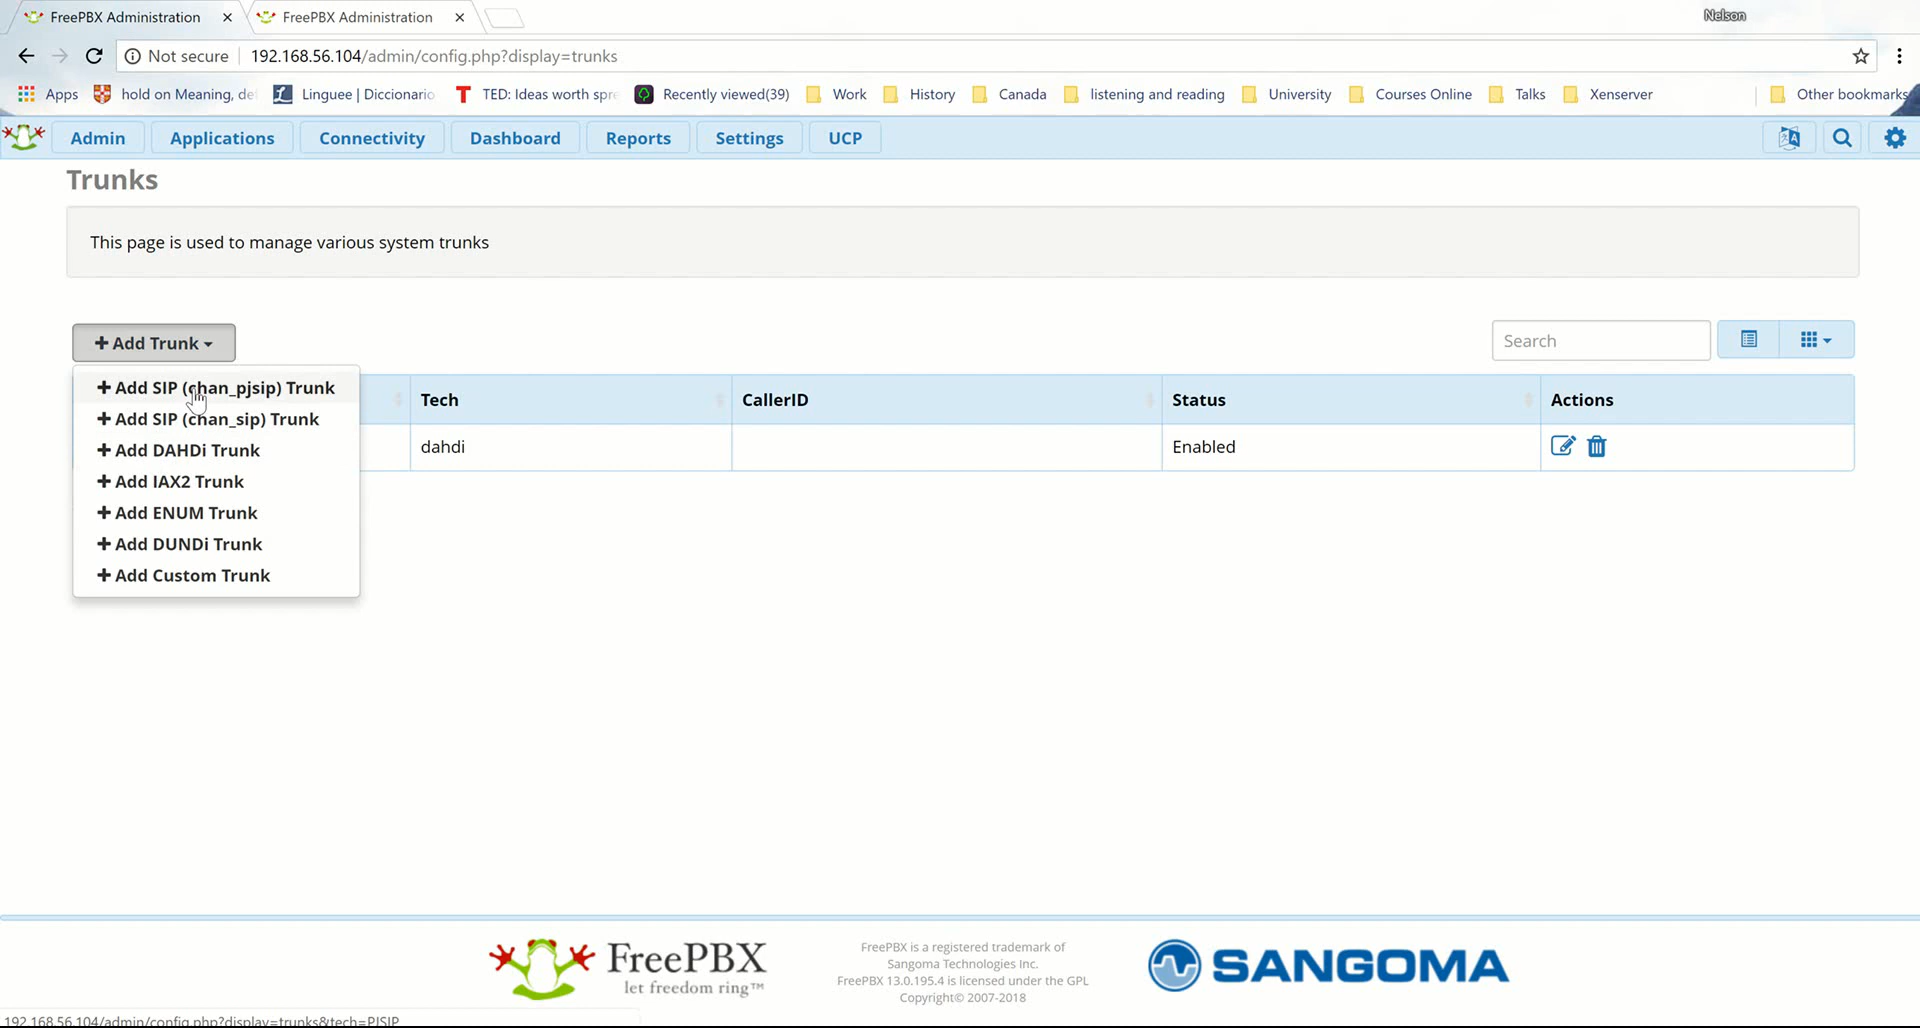 FreePBX Administration
FreePBX Administration
Nelson
Not secure 192.168.56.104/admin/config.php?display=trunks
Apps hold on Meaning, de Linguee | Diccionario TED: Ideas worth spre Recently viewed(39) Work History Canada listening and reading University Courses Online Talks Xenserver Other bookmarks
Admin Applications Connectivity Dashboard Reports Settings UCP
Trunks
This page is used to manage various system trunks
Add Trunk
Search
Add SIP (chan_pjsip) Trunk
Add SIP (chan_sip) Trunk
Add DAHDi Trunk
Add IAX2 Trunk
Add ENUM Trunk
Add DUNDi Trunk
Add Custom Trunk
Tech CallerID Status Actions
dahdi Enabled
FreePBX
let freedom ring™
FreePBX is a registered trademark of
Sangoma Technologies Inc.
FreePBX 13.0.195.4 is licensed under the GPL
Copyright© 2007-2018
SANGOMA
192.168.56.104/admin/config.php?display=trunks&tech=PJSIP